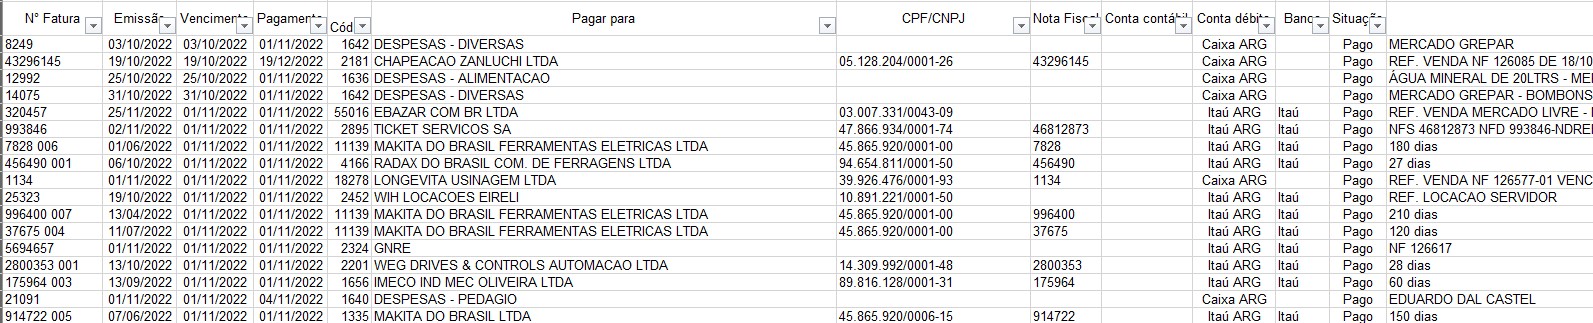 N° Fatura Emissão Vencimento Pagamento Cód Pagar para CPF/CNPJ Nota Fiscal Conta contábil Conta débito Banco Situação
8249 03/10/2022 03/10/2022 01/11/2022 1642 DESPESAS - DIVERSAS Caixa ARG Pago MERCADO GREPAR
43296145 19/10/2022 19/10/2022 19/12/2022 2181 CHAPEACAO ZANLUCHI LTDA 05.128.204/0001-26 43296145 Caixa ARG Pago REF. VENDA NF 126085 DE 18/10
12992 25/10/2022 25/10/2022 01/11/2022 1636 DESPESAS - ALIMENTACAO Caixa ARG Pago ÁGUA MINERAL DE 20LTRS -
14075 31/10/2022 31/10/2022 01/11/2022 1642 DESPESAS - DIVERSAS Caixa ARG Pago MERCADO GREPAR - BOMBONS
320457 25/11/2022 01/11/2022 01/11/2022 55016 EBAZAR COM BR LTDA 03.007.331/0043-09 Itaú ARG Itaú Pago REF. VENDA MERCADO LIVRE -
993846 02/11/2022 01/11/2022 01/11/2022 2895 TICKET SERVICOS SA 47.866.934/0001-74 46812873 Itaú ARG Itaú Pago NFS 46812873 NFD 993846-NDREI
7828 006 01/06/2022 01/11/2022 01/11/2022 11139 MAKITA DO BRASIL FERRAMENTAS ELETRICAS LTDA 45.865.920/0001-00 7828 Itaú ARG Itaú Pago 180 dias
456490 001 06/10/2022 01/11/2022 01/11/2022 4166 RADAX DO BRASIL COM. DE FERRAGENS LTDA 94.654.811/0001-50 456490 Itaú ARG Itaú Pago 27 dias
1134 01/11/2022 01/11/2022 01/11/2022 18278 LONGEVITA USINAGEM LTDA 39.926.476/0001-93 1134 Caixa ARG Pago REF. VENDA NF 126577-01 VENC
25323 19/10/2022 01/11/2022 01/11/2022 2452 WIH LOCACOES EIRELI 10.891.221/0001-50 Itaú ARG Itaú Pago REF. LOCACAO SERVIDOR
996400 007 13/04/2022 01/11/2022 01/11/2022 11139 MAKITA DO BRASIL FERRAMENTAS ELETRICAS LTDA 45.865.920/0001-00 996400 Itaú ARG Itaú Pago 210 dias
37675 004 11/07/2022 01/11/2022 01/11/2022 11139 MAKITA DO BRASIL FERRAMENTAS ELETRICAS LTDA 45.865.920/0001-00 37675 Itaú ARG Itaú Pago 120 dias
5694657 01/11/2022 01/11/2022 01/11/2022 2324 GNRE Itaú ARG Itaú Pago NF 126617
2800353 001 13/10/2022 01/11/2022 01/11/2022 2201 WEG DRIVES & CONTROLS AUTOMACAO LTDA 14.309.992/0001-48 2800353 Itaú ARG Itaú Pago 28 dias
175964 003 13/09/2022 01/11/2022 01/11/2022 1656 IMECO IND MEC OLIVEIRA LTDA 89.816.128/0001-31 175964 Itaú ARG Itaú Pago 60 dias
21091 01/11/2022 01/11/2022 04/11/2022 1640 DESPESAS - PEDAGIO Caixa ARG Pago EDUARDO DAL CASTEL
914722 005 07/06/2022 01/11/2022 01/11/2022 1335 MAKITA DO BRASIL LTDA 45.865.920/0006-15 914722 Itaú ARG Itaú Pago 150 dias